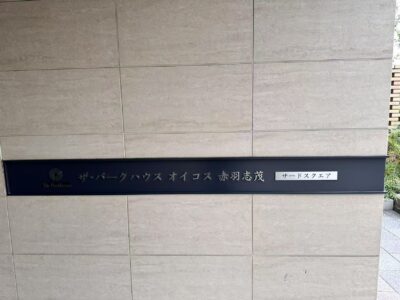 ザ・パークハウス オイコス 赤羽志茂 サードスクエア